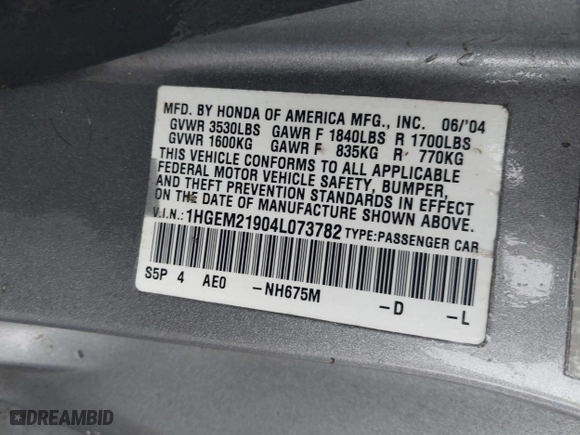 MFD. BY HONDA OF AMERICA MFG., INC. 06/'04
GVWR 3530LBS GAWR F 1840LBS R 1700LBS
GVWR 1600KG GAWR F 835KG R 770KG
THIS VEHICLE CONFORMS TO ALL APPLICABLE
FEDERAL MOTOR VEHICLE SAFETY, BUMPER,
AND THEFT PREVENTION STANDARDS IN EFFECT
ON THE DATE OF MANUFACTURE SHOWN ABOVE.
V.I.N.: 1HGEM21904L073782 TYPE:PASSENGER CAR
S5P 4 AE0 -NH675M -D -L
DREAMBID